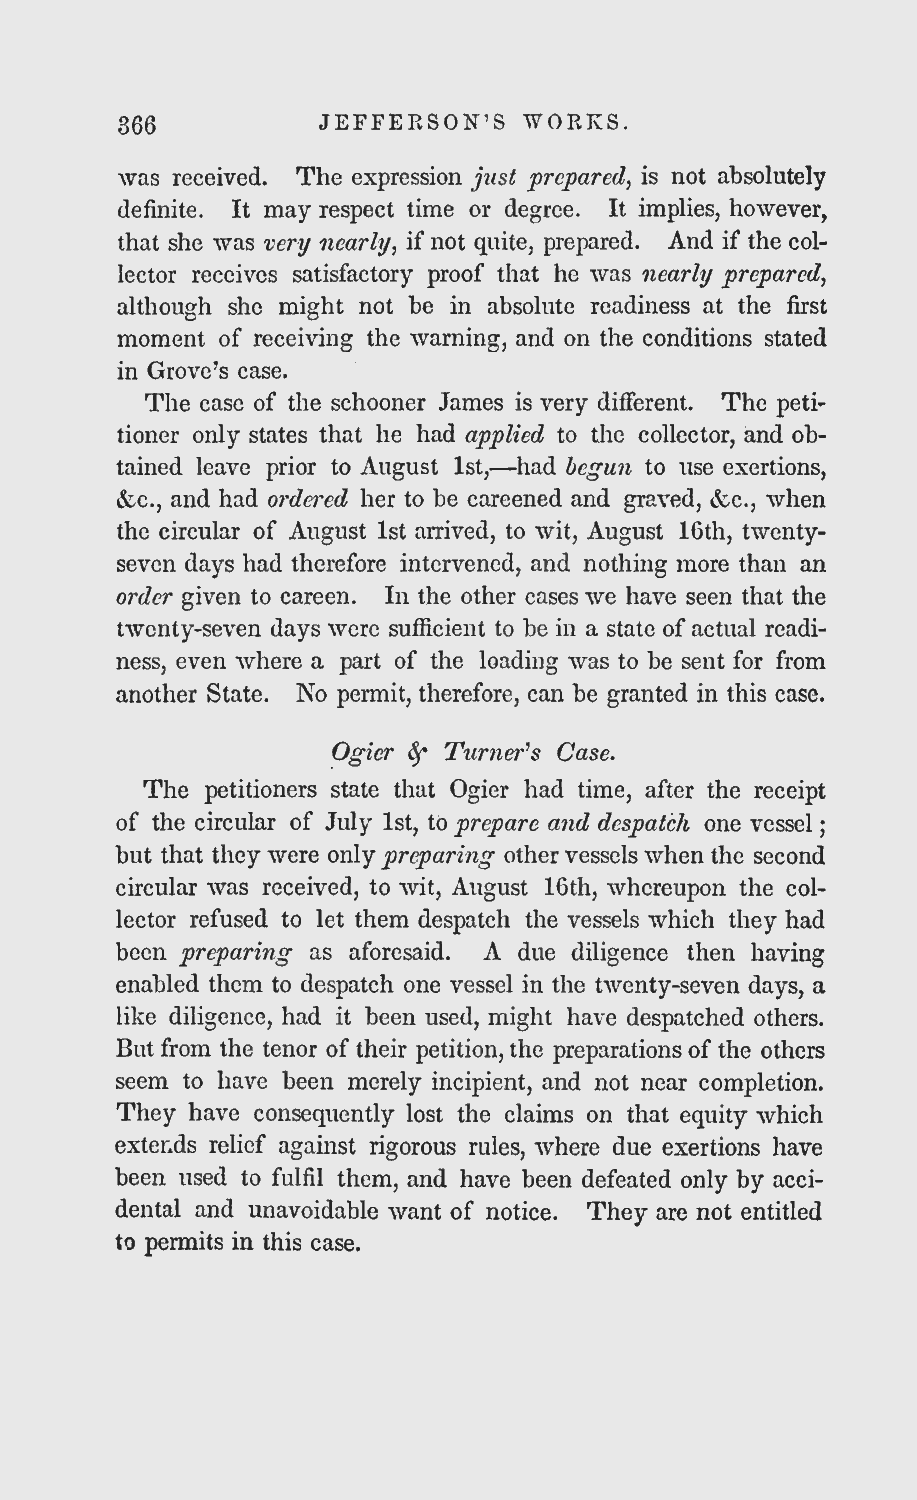 366 JEFFERSON'S WORKS.
was received. The expression just prepared, is not absolutely
definite. It may respect time or degree. It implies, however,
that she was very nearly, if not quite, prepared. And if the col-
lector receives satisfactory proof that he was nearly prepared,
although she might not be in absolute readiness at the first
moment of receiving the warning, and on the conditions stated
in Grove's case.
The case of the schooner James is very different. The peti-
tioner only states that he had applied to the collector, and ob-
tained leave prior to August 1st,—had begun to use exertions,
&c., and had ordered her to be careened and graved, &c., when
the circular of August 1st arrived, to wit, August 16th, twenty-
seven days had therefore intervened, and nothing more than an
order given to careen. In the other cases we have seen that the
twenty-seven days were sufficient to be in a state of actual readi-
ness, even where a part of the loading was to be sent for from
another State. No permit, therefore, can be granted in this case.
Ogier & Turner's Case.
The petitioners state that Ogier had time, after the receipt
of the circular of July 1st, to prepare and despatch one vessel;
but that they were only preparing other vessels when the second
circular was received, to wit, August 16th, whereupon the col-
lector refused to let them despatch the vessels which they had
been preparing as aforesaid. A due diligence then having
enabled them to despatch one vessel in the twenty-seven days, a
like diligence, had it been used, might have despatched others.
But from the tenor of their petition, the preparations of the others
seem to have been merely incipient, and not near completion.
They have consequently lost the claims on that equity which
extends relief against rigorous rules, where due exertions have
been used to fulfil them, and have been defeated only by acci-
dental and unavoidable want of notice. They are not entitled
to permits in this case.